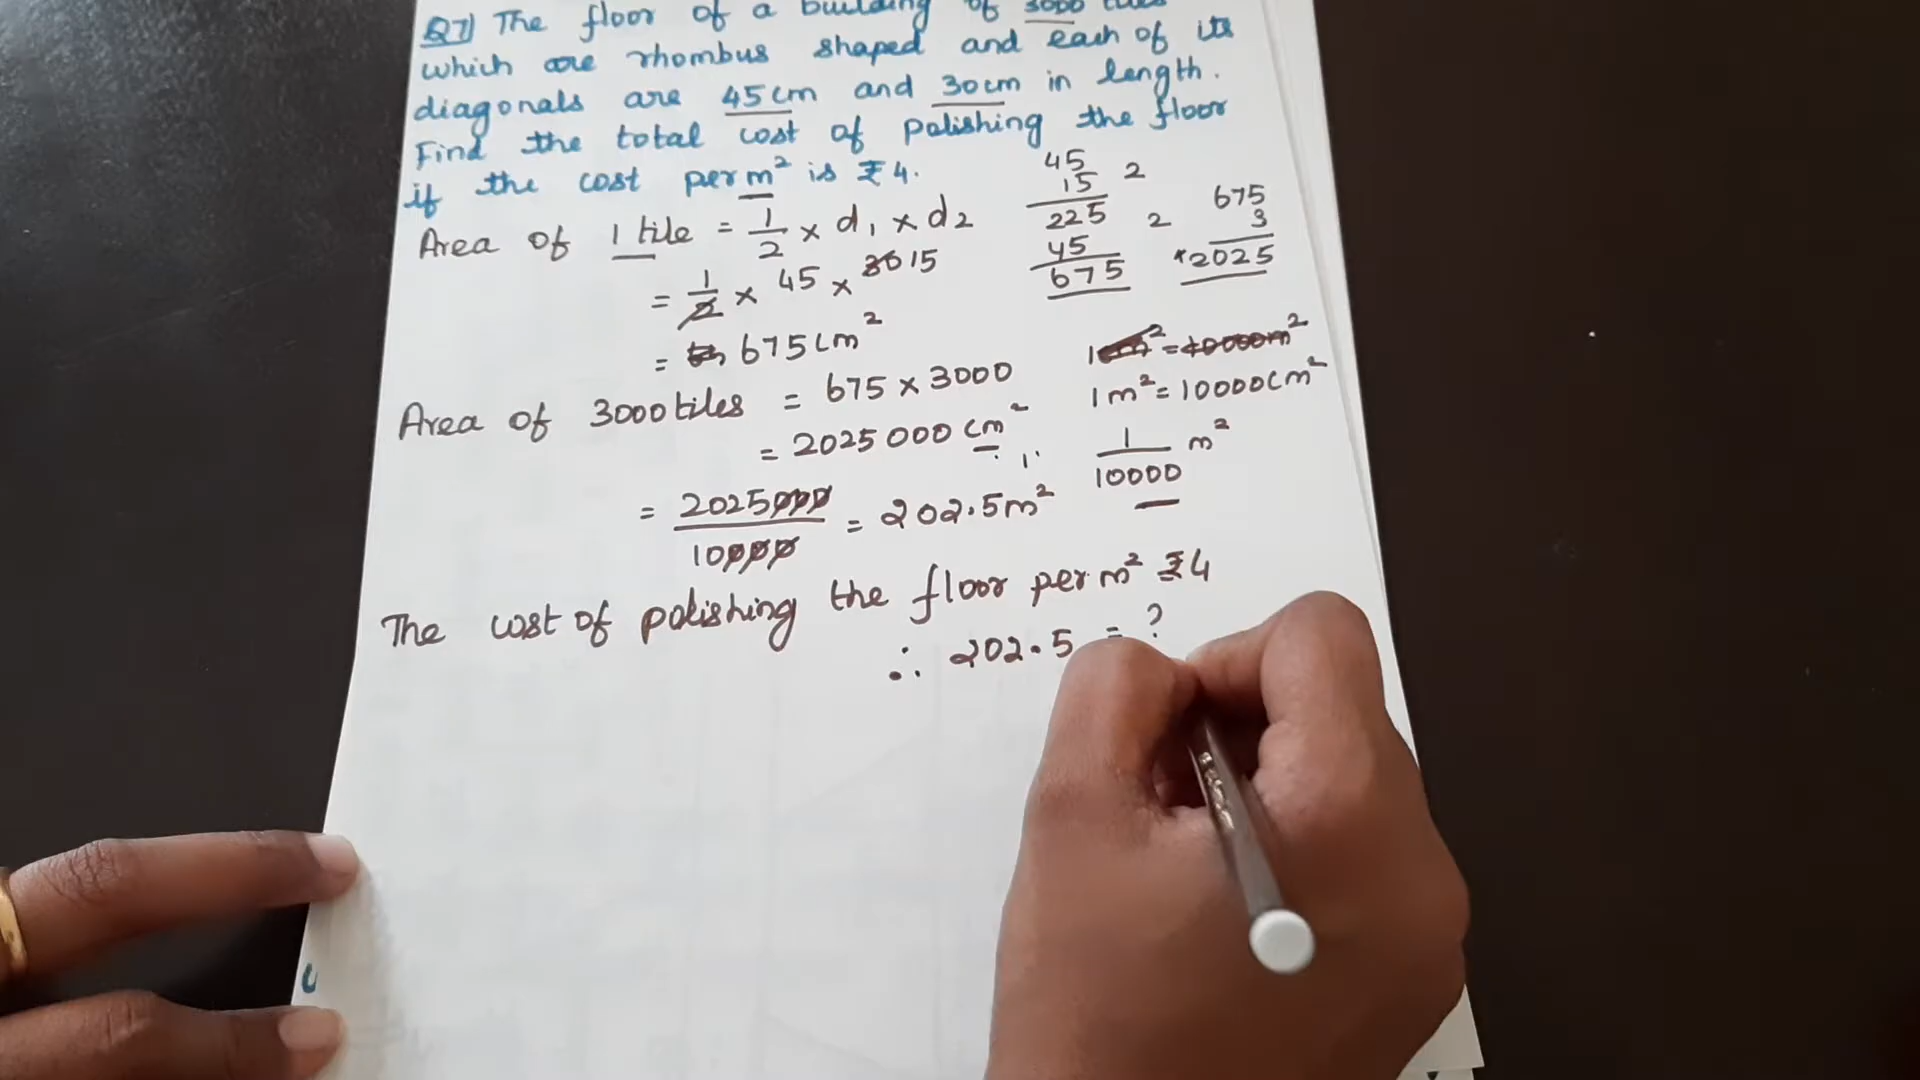 Q7] The floor of a building of 3000 tiles
which are rhombus shaped and each of its
diagonals are 45cm and 30cm in length.
Find the total cost of polishing the floor
if the cost per m² is ₹4.
Area of 1 tile = 1/2 × d₁ × d₂
= 1/2 × 45 × 30 15
= 675cm²
Area of 3000 tiles = 675 × 3000
= 2025000 cm²
= 2025000/10000 = 202.5m²
The cost of polishing the floor per m² ₹4
∴ 202.5 = ?
45
15 2
225 2
45
675
675
3
2025
1cm² = 10000m²
1m² = 10000cm²
1/10000 m²